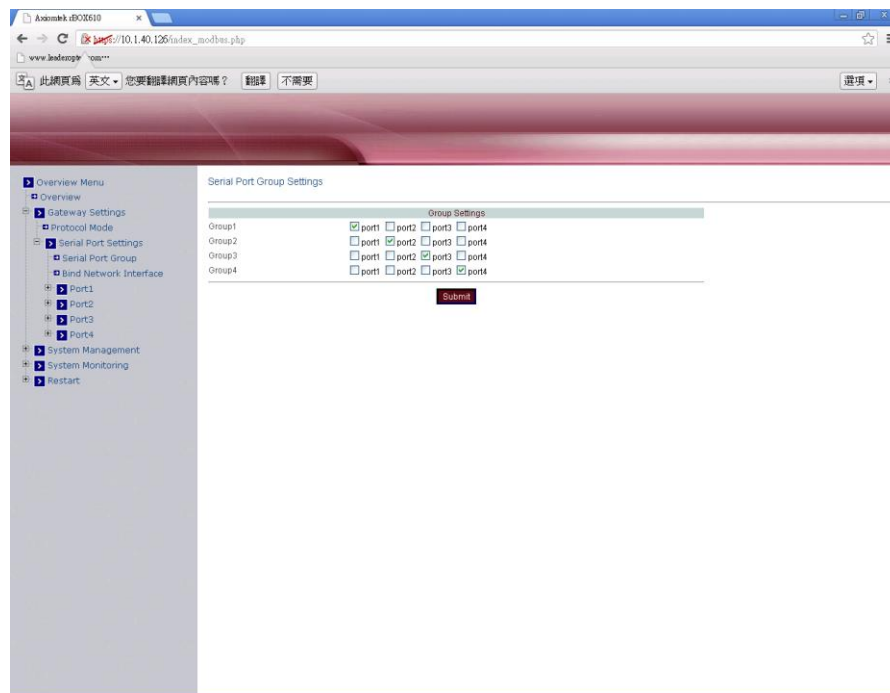 Axiomtek rBOX610
https://10.1.40.126/index_modbus.php
此網頁為 英文 您要翻譯網頁內容嗎? 翻譯 不需要 選項
Overview Menu
Overview
Gateway Settings
Protocol Mode
Serial Port Settings
Serial Port Group
Bind Network Interface
Port1
Port2
Port3
Port4
System Management
System Monitoring
Restart
Serial Port Group Settings
Group Settings
Group1 port1 port2 port3 port4
Group2 port1 port2 port3 port4
Group3 port1 port2 port3 port4
Group4 port1 port2 port3 port4
Submit